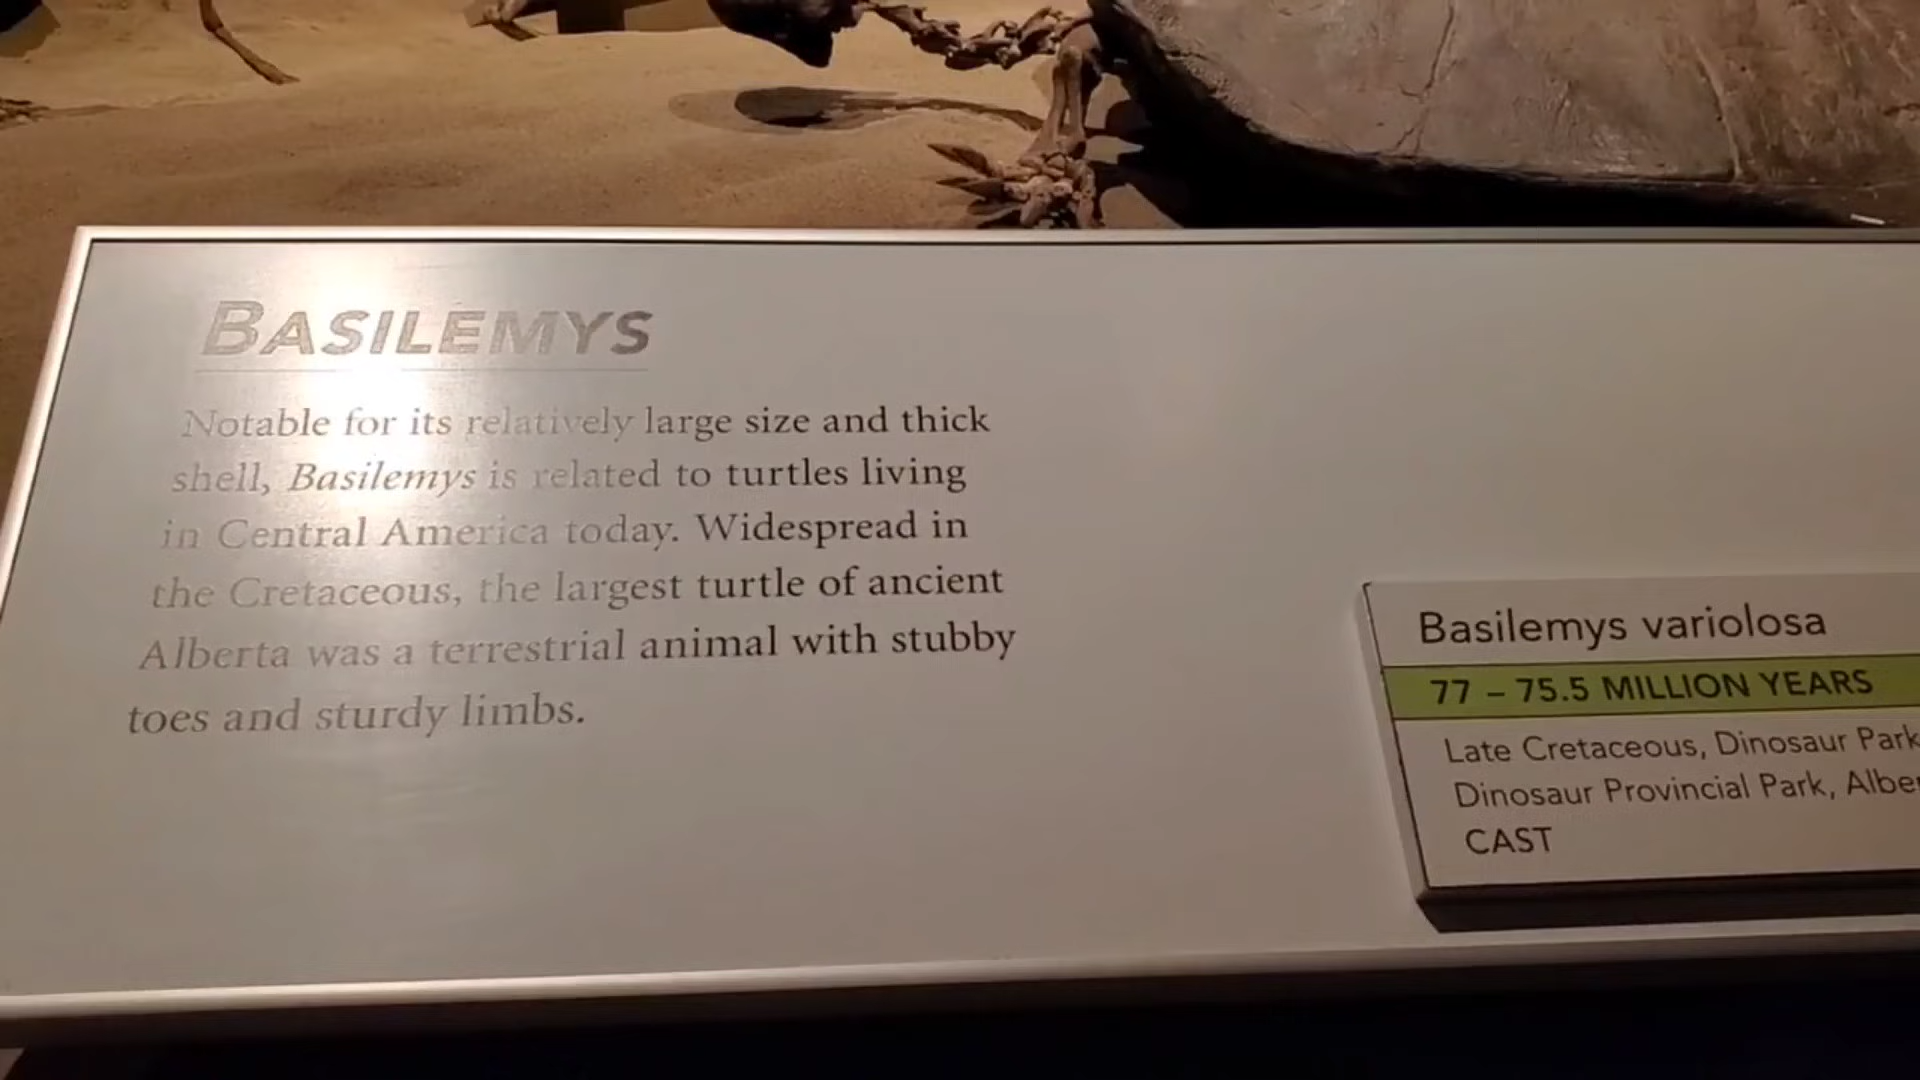 BASILEMYS
Notable for its relatively large size and thick
shell, Basilemys is related to turtles living
in Central America today. Widespread in
the Cretaceous, the largest turtle of ancient
Alberta was a terrestrial animal with stubby
toes and sturdy limbs.
Basilemys variolosa
77 – 75.5 MILLION YEARS
Late Cretaceous, Dinosaur Park
Dinosaur Provincial Park,
CAST